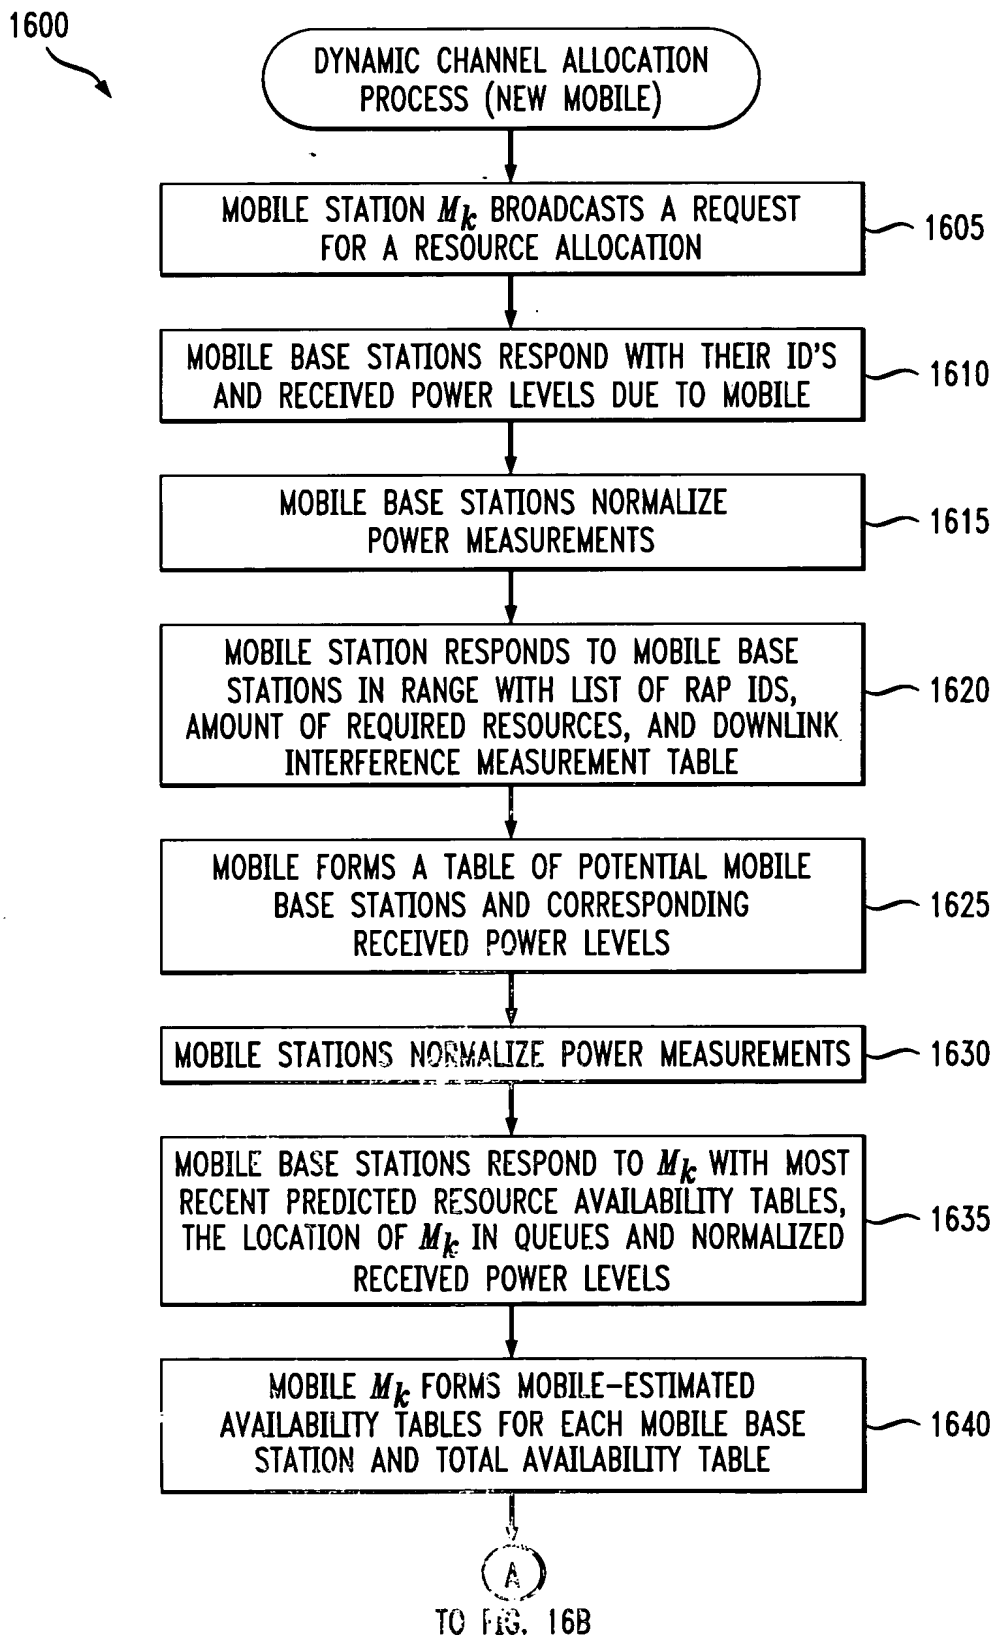 1600
DYNAMIC CHANNEL ALLOCATION
PROCESS (NEW MOBILE)
MOBILE STATION Mk BROADCASTS A REQUEST
FOR A RESOURCE ALLOCATION
1605
MOBILE BASE STATIONS RESPOND WITH THEIR ID'S
AND RECEIVED POWER LEVELS DUE TO MOBILE
1610
MOBILE BASE STATIONS NORMALIZE
POWER MEASUREMENTS
1615
MOBILE STATION RESPONDS TO MOBILE BASE
STATIONS IN RANGE WITH LIST OF RAP IDS,
AMOUNT OF REQUIRED RESOURCES, AND DOWNLINK
INTERFERENCE MEASUREMENT TABLE
1620
MOBILE FORMS A TABLE OF POTENTIAL MOBILE
BASE STATIONS AND CORRESPONDING
RECEIVED POWER LEVELS
1625
MOBILE STATIONS NORMALIZE POWER MEASUREMENTS
1630
MOBILE BASE STATIONS RESPOND TO Mk WITH MOST
RECENT PREDICTED RESOURCE AVAILABILITY TABLES,
THE LOCATION OF Mk IN QUEUES AND NORMALIZED
RECEIVED POWER LEVELS
1635
MOBILE Mk FORMS MOBILE-ESTIMATED
AVAILABILITY TABLES FOR EACH MOBILE BASE
STATION AND TOTAL AVAILABILITY TABLE
1640
A
TO FIG. 16B